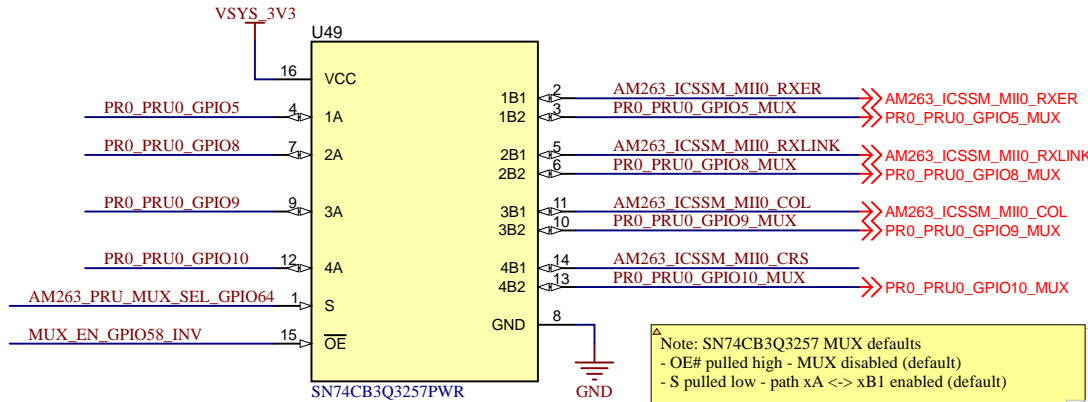 VSYS_3V3
U49
16 VCC
PR0_PRU0_GPIO5 4 1A
PR0_PRU0_GPIO8 7 2A
PR0_PRU0_GPIO9 9 3A
PR0_PRU0_GPIO10 12 4A
AM263_PRU_MUX_SEL_GPIO64 1 S
MUX_EN_GPIO58_INV 15 OE
1B1 2 AM263_ICSSM_MII0_RXER AM263_ICSSM_MII0_RXER
1B2 3 PR0_PRU0_GPIO5_MUX PR0_PRU0_GPIO5_MUX
2B1 5 AM263_ICSSM_MII0_RXLINK AM263_ICSSM_MII0_RXLINK
2B2 6 PR0_PRU0_GPIO8_MUX PR0_PRU0_GPIO8_MUX
3B1 11 AM263_ICSSM_MII0_COL AM263_ICSSM_MII0_COL
3B2 10 PR0_PRU0_GPIO9_MUX PR0_PRU0_GPIO9_MUX
4B1 14 AM263_ICSSM_MII0_CRS
4B2 13 PR0_PRU0_GPIO10_MUX PR0_PRU0_GPIO10_MUX
GND 8
GND
SN74CB3Q3257PWR
Note: SN74CB3Q3257 MUX defaults
- OE# pulled high - MUX disabled (default)
- S pulled low - path xA <-> xB1 enabled (default)